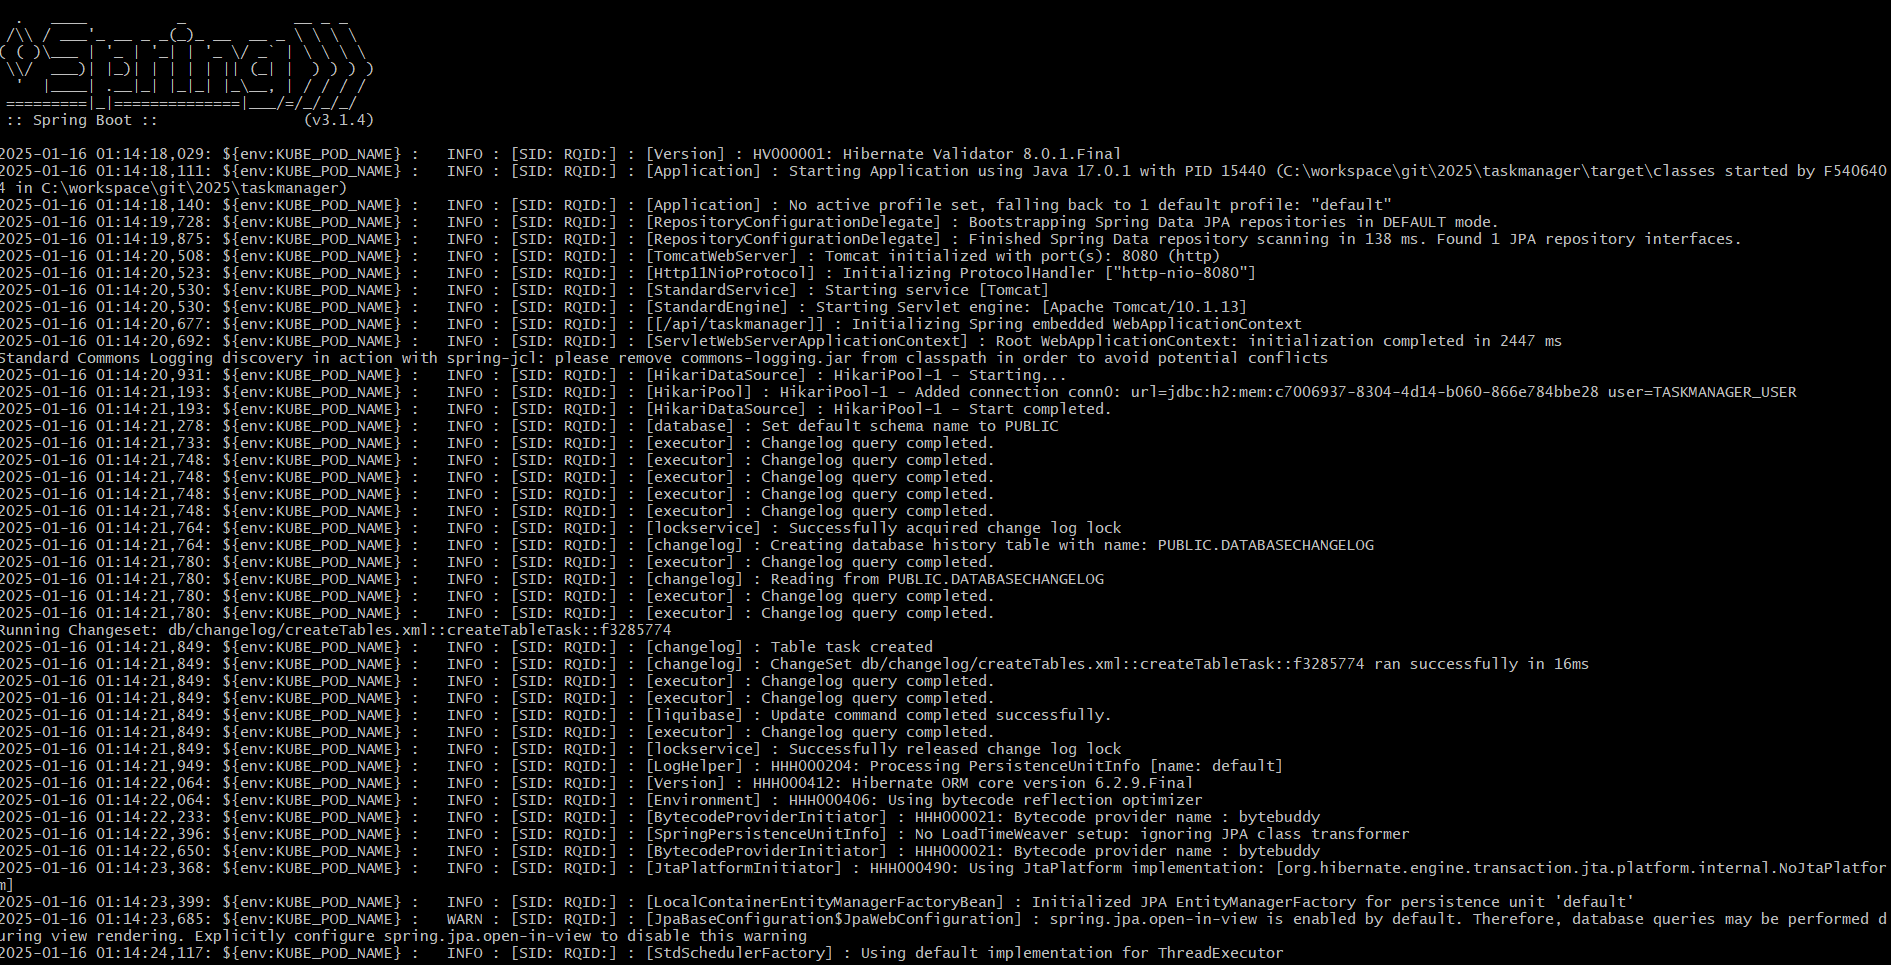 .   ____          _            __ _ _
 /\\ / ___'_ __ _ _(_)_ __  __ _ \ \ \ \
( ( )\___ | '_ | '_| | '_ \/ _` | \ \ \ \
 \\/  ___)| |_)| | | | | || (_| |  ) ) ) )
  '  |____| .__|_| |_|_| |_\__, | / / / /
 =========|_|==============|___/=/_/_/_/
 :: Spring Boot ::                (v3.1.4)
2025-01-16 01:14:18,029: ${env:KUBE_POD_NAME} :   INFO : [SID: RQID:] : [Version] : HV000001: Hibernate Validator 8.0.1.Final
2025-01-16 01:14:18,111: ${env:KUBE_POD_NAME} :   INFO : [SID: RQID:] : [Application] : Starting Application using Java 17.0.1 with PID 15440 (C:\workspace\git\2025\taskmanager\target\classes started by F540640
4 in C:\workspace\git\2025\taskmanager)
2025-01-16 01:14:18,140: ${env:KUBE_POD_NAME} :   INFO : [SID: RQID:] : [Application] : No active profile set, falling back to 1 default profile: "default"
2025-01-16 01:14:19,728: ${env:KUBE_POD_NAME} :   INFO : [SID: RQID:] : [RepositoryConfigurationDelegate] : Bootstrapping Spring Data JPA repositories in DEFAULT mode.
2025-01-16 01:14:19,875: ${env:KUBE_POD_NAME} :   INFO : [SID: RQID:] : [RepositoryConfigurationDelegate] : Finished Spring Data repository scanning in 138 ms. Found 1 JPA repository interfaces.
2025-01-16 01:14:20,508: ${env:KUBE_POD_NAME} :   INFO : [SID: RQID:] : [TomcatWebServer] : Tomcat initialized with port(s): 8080 (http)
2025-01-16 01:14:20,523: ${env:KUBE_POD_NAME} :   INFO : [SID: RQID:] : [Http11NioProtocol] : Initializing ProtocolHandler ["http-nio-8080"]
2025-01-16 01:14:20,530: ${env:KUBE_POD_NAME} :   INFO : [SID: RQID:] : [StandardService] : Starting service [Tomcat]
2025-01-16 01:14:20,530: ${env:KUBE_POD_NAME} :   INFO : [SID: RQID:] : [StandardEngine] : Starting Servlet engine: [Apache Tomcat/10.1.13]
2025-01-16 01:14:20,677: ${env:KUBE_POD_NAME} :   INFO : [SID: RQID:] : [[/api/taskmanager]] : Initializing Spring embedded WebApplicationContext
2025-01-16 01:14:20,692: ${env:KUBE_POD_NAME} :   INFO : [SID: RQID:] : [ServletWebServerApplicationContext] : Root WebApplicationContext: initialization completed in 2447 ms
Standard Commons Logging discovery in action with spring-jcl: please remove commons-logging.jar from classpath in order to avoid potential conflicts
2025-01-16 01:14:20,931: ${env:KUBE_POD_NAME} :   INFO : [SID: RQID:] : [HikariDataSource] : HikariPool-1 - Starting...
2025-01-16 01:14:21,193: ${env:KUBE_POD_NAME} :   INFO : [SID: RQID:] : [HikariPool] : HikariPool-1 - Added connection conn0: url=jdbc:h2:mem:c7006937-8304-4d14-b060-866e784bbe28 user=TASKMANAGER_USER
2025-01-16 01:14:21,193: ${env:KUBE_POD_NAME} :   INFO : [SID: RQID:] : [HikariDataSource] : HikariPool-1 - Start completed.
2025-01-16 01:14:21,278: ${env:KUBE_POD_NAME} :   INFO : [SID: RQID:] : [database] : Set default schema name to PUBLIC
2025-01-16 01:14:21,733: ${env:KUBE_POD_NAME} :   INFO : [SID: RQID:] : [executor] : Changelog query completed.
2025-01-16 01:14:21,748: ${env:KUBE_POD_NAME} :   INFO : [SID: RQID:] : [executor] : Changelog query completed.
2025-01-16 01:14:21,748: ${env:KUBE_POD_NAME} :   INFO : [SID: RQID:] : [executor] : Changelog query completed.
2025-01-16 01:14:21,748: ${env:KUBE_POD_NAME} :   INFO : [SID: RQID:] : [executor] : Changelog query completed.
2025-01-16 01:14:21,748: ${env:KUBE_POD_NAME} :   INFO : [SID: RQID:] : [executor] : Changelog query completed.
2025-01-16 01:14:21,764: ${env:KUBE_POD_NAME} :   INFO : [SID: RQID:] : [lockservice] : Successfully acquired change log lock
2025-01-16 01:14:21,764: ${env:KUBE_POD_NAME} :   INFO : [SID: RQID:] : [changelog] : Creating database history table with name: PUBLIC.DATABASECHANGELOG
2025-01-16 01:14:21,780: ${env:KUBE_POD_NAME} :   INFO : [SID: RQID:] : [executor] : Changelog query completed.
2025-01-16 01:14:21,780: ${env:KUBE_POD_NAME} :   INFO : [SID: RQID:] : [changelog] : Reading from PUBLIC.DATABASECHANGELOG
2025-01-16 01:14:21,780: ${env:KUBE_POD_NAME} :   INFO : [SID: RQID:] : [executor] : Changelog query completed.
2025-01-16 01:14:21,780: ${env:KUBE_POD_NAME} :   INFO : [SID: RQID:] : [executor] : Changelog query completed.
Running Changeset: db/changelog/createTables.xml::createTableTask::f3285774
2025-01-16 01:14:21,849: ${env:KUBE_POD_NAME} :   INFO : [SID: RQID:] : [changelog] : Table task created
2025-01-16 01:14:21,849: ${env:KUBE_POD_NAME} :   INFO : [SID: RQID:] : [changelog] : ChangeSet db/changelog/createTables.xml::createTableTask::f3285774 ran successfully in 16ms
2025-01-16 01:14:21,849: ${env:KUBE_POD_NAME} :   INFO : [SID: RQID:] : [executor] : Changelog query completed.
2025-01-16 01:14:21,849: ${env:KUBE_POD_NAME} :   INFO : [SID: RQID:] : [executor] : Changelog query completed.
2025-01-16 01:14:21,849: ${env:KUBE_POD_NAME} :   INFO : [SID: RQID:] : [liquibase] : Update command completed successfully.
2025-01-16 01:14:21,849: ${env:KUBE_POD_NAME} :   INFO : [SID: RQID:] : [executor] : Changelog query completed.
2025-01-16 01:14:21,849: ${env:KUBE_POD_NAME} :   INFO : [SID: RQID:] : [lockservice] : Successfully released change log lock
2025-01-16 01:14:21,949: ${env:KUBE_POD_NAME} :   INFO : [SID: RQID:] : [LogHelper] : HHH000204: Processing PersistenceUnitInfo [name: default]
2025-01-16 01:14:22,064: ${env:KUBE_POD_NAME} :   INFO : [SID: RQID:] : [Version] : HHH000412: Hibernate ORM core version 6.2.9.Final
2025-01-16 01:14:22,064: ${env:KUBE_POD_NAME} :   INFO : [SID: RQID:] : [Environment] : HHH000406: Using bytecode reflection optimizer
2025-01-16 01:14:22,233: ${env:KUBE_POD_NAME} :   INFO : [SID: RQID:] : [BytecodeProviderInitiator] : HHH000021: Bytecode provider name : bytebuddy
2025-01-16 01:14:22,396: ${env:KUBE_POD_NAME} :   INFO : [SID: RQID:] : [SpringPersistenceUnitInfo] : No LoadTimeWeaver setup: ignoring JPA class transformer
2025-01-16 01:14:22,650: ${env:KUBE_POD_NAME} :   INFO : [SID: RQID:] : [BytecodeProviderInitiator] : HHH000021: Bytecode provider name : bytebuddy
2025-01-16 01:14:23,368: ${env:KUBE_POD_NAME} :   INFO : [SID: RQID:] : [JtaPlatformInitiator] : HHH000490: Using JtaPlatform implementation: [org.hibernate.engine.transaction.jta.platform.internal.NoJtaPlatfor
m]
2025-01-16 01:14:23,399: ${env:KUBE_POD_NAME} :   INFO : [SID: RQID:] : [LocalContainerEntityManagerFactoryBean] : Initialized JPA EntityManagerFactory for persistence unit 'default'
2025-01-16 01:14:23,685: ${env:KUBE_POD_NAME} :   WARN : [SID: RQID:] : [JpaBaseConfiguration$JpaWebConfiguration] : spring.jpa.open-in-view is enabled by default. Therefore, database queries may be performed d
uring view rendering. Explicitly configure spring.jpa.open-in-view to disable this warning
2025-01-16 01:14:24,117: ${env:KUBE_POD_NAME} :   INFO : [SID: RQID:] : [StdSchedulerFactory] : Using default implementation for ThreadExecutor